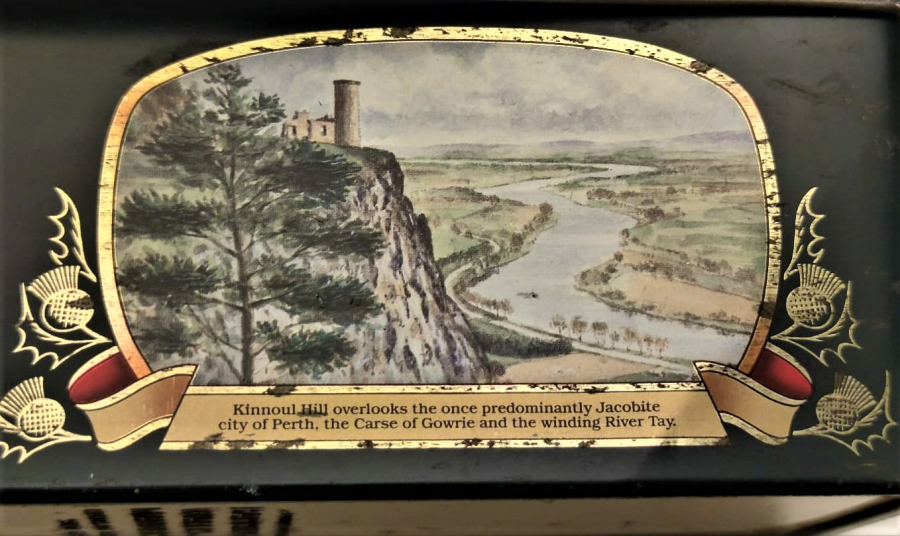 Kinnoul Hill overlooks the once predominantly Jacobite
city of Perth, the Carse of Gowrie and the winding River Tay.